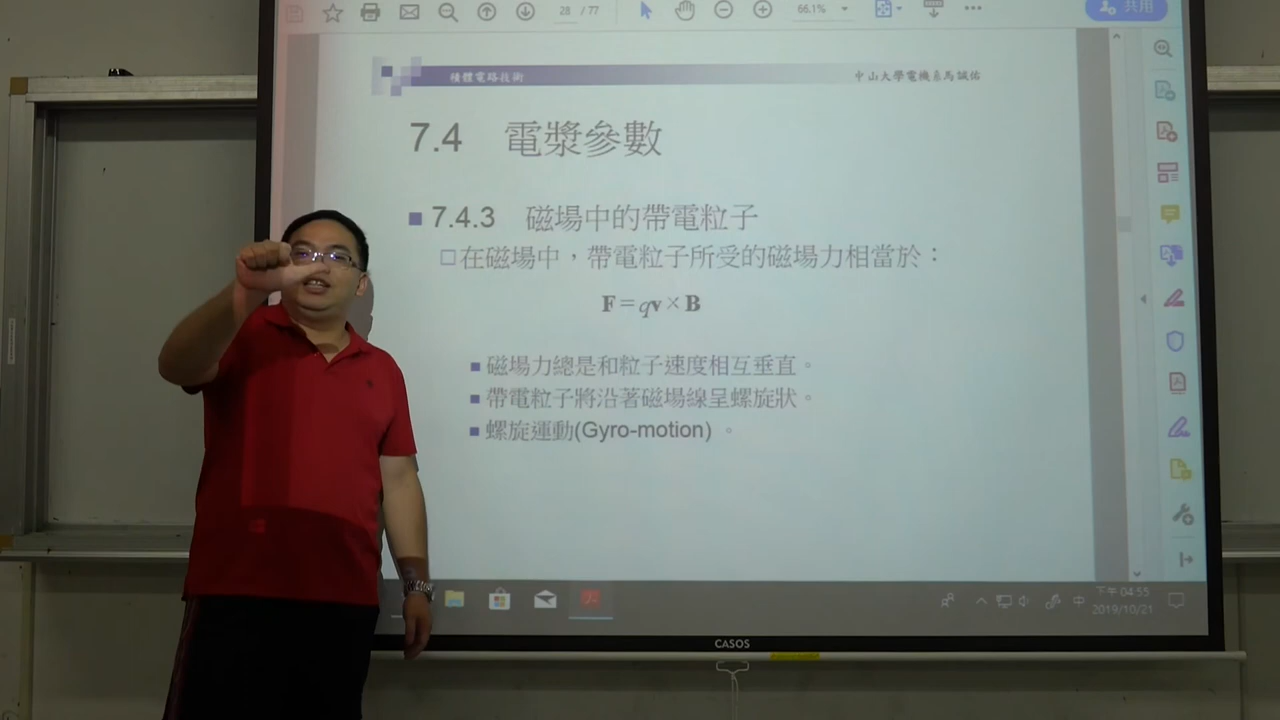 28 / 77
66.1%
共用
積體電路技術
中山大學電機系馬誠佑
7.4 電漿參數
7.4.3 磁場中的帶電粒子
在磁場中，帶電粒子所受的磁場力相當於：
F = qv × B
磁場力總是和粒子速度相互垂直。
帶電粒子將沿著磁場線呈螺旋狀。
螺旋運動(Gyro-motion) 。
中
下午 04:55
2019/10/21
CASOS